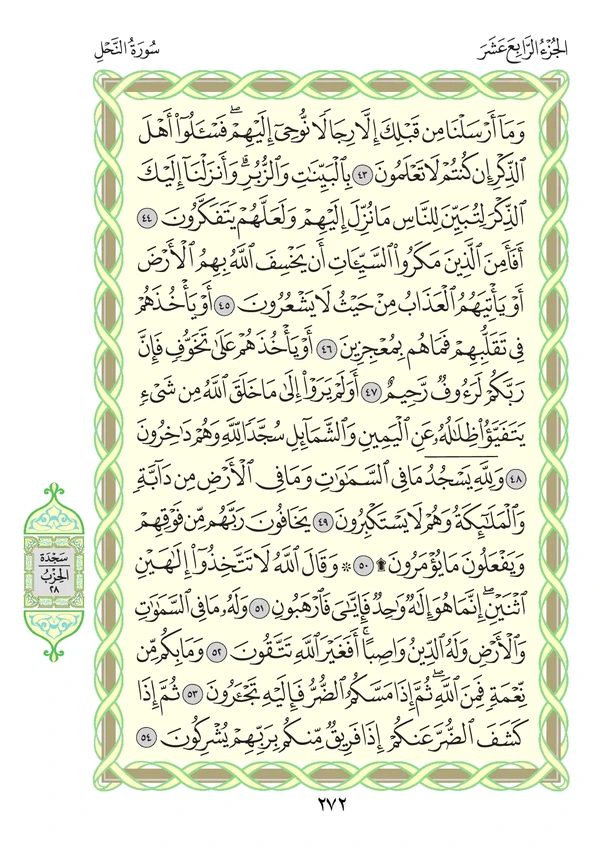 الجُزْءُ الرَّابِعَ عَشَرَ
سُورَةُ النَّحْلِ
وَمَآ أَرْسَلْنَا مِن قَبْلِكَ إِلَّا رِجَالًا نُّوحِىٓ إِلَيْهِمْ ۖ فَسْـَٔلُوٓا۟ أَهْلَ
ٱلذِّكْرِ إِن كُنتُمْ لَا تَعْلَمُونَ ٤٣ بِٱلْبَيِّنَٰتِ وَٱلزُّبُرِ ۗ وَأَنزَلْنَآ إِلَيْكَ
ٱلذِّكْرَ لِتُبَيِّنَ لِلنَّاسِ مَا نُزِّلَ إِلَيْهِمْ وَلَعَلَّهُمْ يَتَفَكَّرُونَ ٤٤
أَفَأَمِنَ ٱلَّذِينَ مَكَرُوا۟ ٱلسَّيِّـَٔاتِ أَن يَخْسِفَ ٱللَّهُ بِهِمُ ٱلْأَرْضَ
أَوْ يَأْتِيَهُمُ ٱلْعَذَابُ مِنْ حَيْثُ لَا يَشْعُرُونَ ٤٥ أَوْ يَأْخُذَهُمْ
فِى تَقَلُّبِهِمْ فَمَا هُم بِمُعْجِزِينَ ٤٦ أَوْ يَأْخُذَهُمْ عَلَىٰ تَخَوُّفٍ فَإِنَّ
رَبَّكُمْ لَرَءُوفٌ رَّحِيمٌ ٤٧ أَوَلَمْ يَرَوْا۟ إِلَىٰ مَا خَلَقَ ٱللَّهُ مِن شَىْءٍ
يَتَفَيَّؤُا۟ ظِلَٰلُهُۥ عَنِ ٱلْيَمِينِ وَٱلشَّمَآئِلِ سُجَّدًا لِّلَّهِ وَهُمْ دَٰخِرُونَ
٤٨ وَلِلَّهِ يَسْجُدُ مَا فِى ٱلسَّمَٰوَٰتِ وَمَا فِى ٱلْأَرْضِ مِن دَآبَّةٍ
وَٱلْمَلَٰٓئِكَةُ وَهُمْ لَا يَسْتَكْبِرُونَ ٤٩ يَخَافُونَ رَبَّهُم مِّن فَوْقِهِمْ
وَيَفْعَلُونَ مَا يُؤْمَرُونَ ۩ ٥٠ ۞ وَقَالَ ٱللَّهُ لَا تَتَّخِذُوٓا۟ إِلَٰهَيْنِ
ٱثْنَيْنِ ۖ إِنَّمَا هُوَ إِلَٰهٌ وَٰحِدٌ ۖ فَإِيَّٰىَ فَٱرْهَبُونِ ٥١ وَلَهُۥ مَا فِى ٱلسَّمَٰوَٰتِ
وَٱلْأَرْضِ وَلَهُ ٱلدِّينُ وَاصِبًا ۚ أَفَغَيْرَ ٱللَّهِ تَتَّقُونَ ٥٢ وَمَا بِكُم مِّن
نِّعْمَةٍ فَمِنَ ٱللَّهِ ۖ ثُمَّ إِذَا مَسَّكُمُ ٱلضُّرُّ فَإِلَيْهِ تَجْـَٔرُونَ ٥٣ ثُمَّ إِذَا
كَشَفَ ٱلضُّرَّ عَنكُمْ إِذَا فَرِيقٌ مِّنكُم بِرَبِّهِمْ يُشْرِكُونَ ٥٤
سَجْدَة
الحِزْبُ
٢٨
٢٧٢